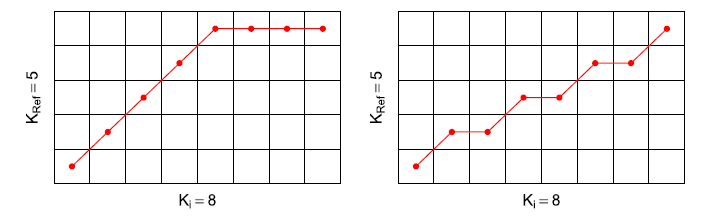 K_Ref = 5
K_i = 8
K_Ref = 5
K_i = 8